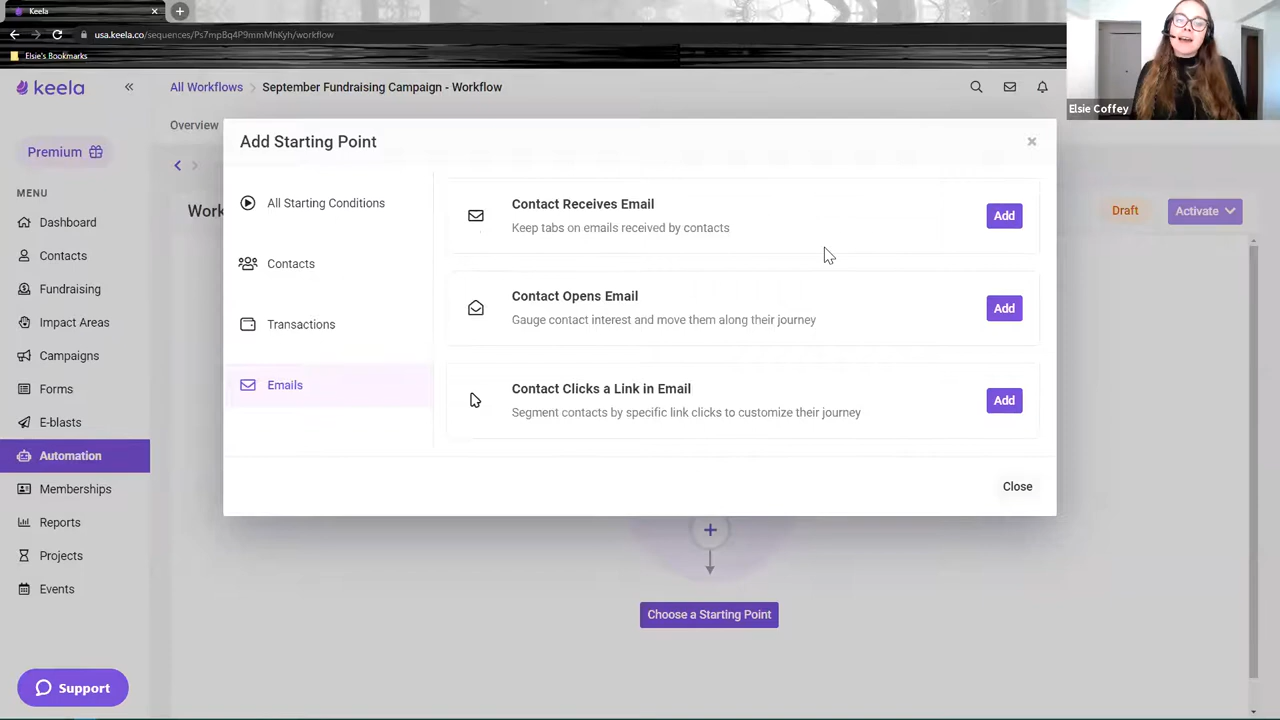 Keela
usa.keela.co/sequences/Ps7mpBq4P9mmMhKyh/workflow
Elsie's Bookmarks
Elsie Coffey
keela
All Workflows > September Fundraising Campaign - Workflow
Overview
Premium
Add Starting Point
MENU
Dashboard
Contacts
Fundraising
Impact Areas
Campaigns
Forms
E-blasts
Automation
Memberships
Reports
Projects
Events
Support
Work
Draft
Activate
All Starting Conditions
Contacts
Transactions
Emails
Contact Receives Email
Keep tabs on emails received by contacts
Add
Contact Opens Email
Gauge contact interest and move them along their journey
Add
Contact Clicks a Link in Email
Segment contacts by specific link clicks to customize their journey
Add
Close
Choose a Starting Point